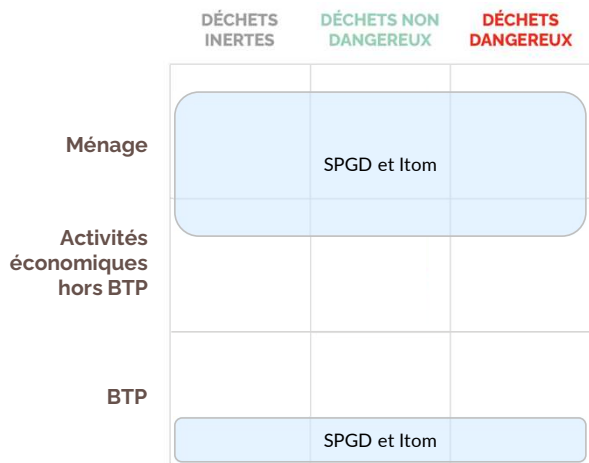 DÉCHETS
INERTES
DÉCHETS NON
DANGEREUX
DÉCHETS
DANGEREUX
Ménage
SPGD et Itom
Activités
économiques
hors BTP
BTP
SPGD et Itom